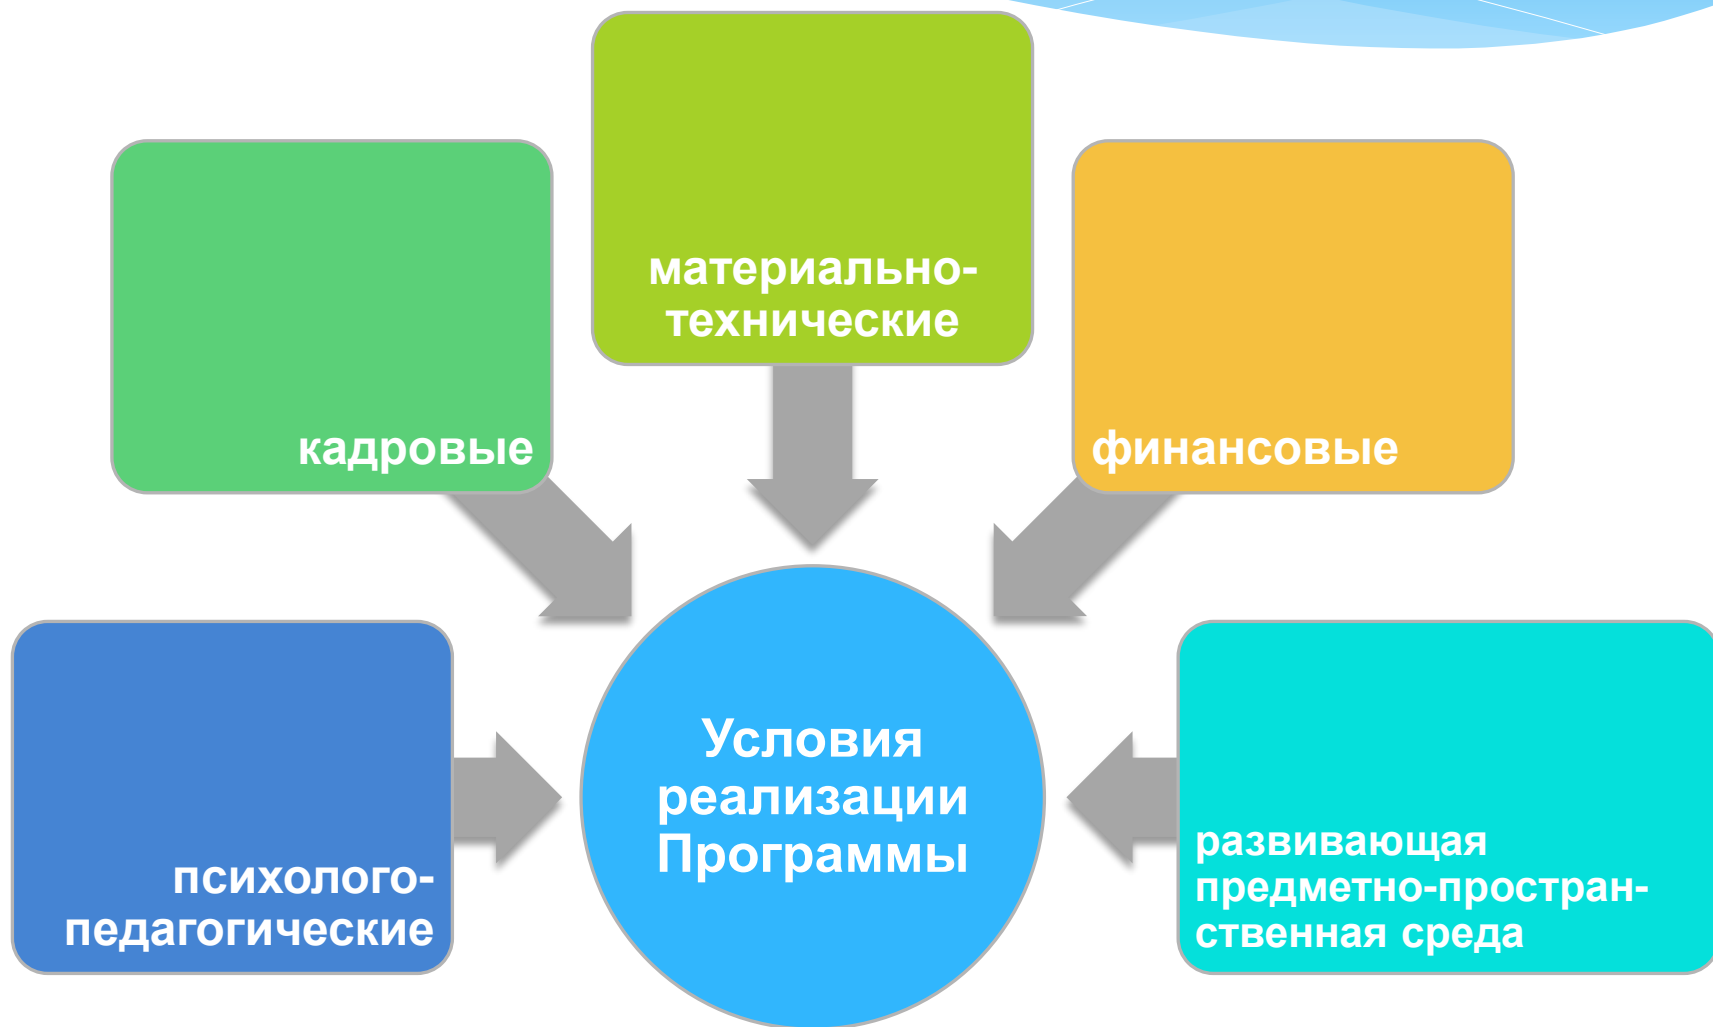 материально-
технические
кадровые
финансовые
Условия
реализации
Программы
психолого-
педагогические
развивающая
предметно-простран-
ственная среда